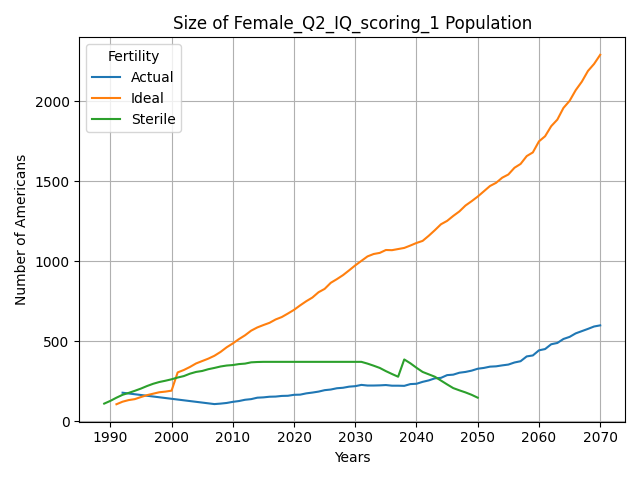 Size of Female_Q2_IQ_scoring_1 Population
Fertility
Actual
Ideal
Sterile
Number of Americans
2000
1500
1000
500
0
1990 2000 2010 2020 2030 2040 2050 2060 2070
Years